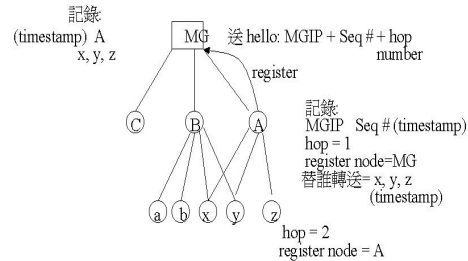 記錄:
(timestamp) A
x, y, z
MG
送 hello: MGIP + Seq # + hop
number
register
C
B
A
記錄:
MGIP Seq # (timestamp)
hop = 1
register node=MG
替誰轉送= x, y, z
(timestamp)
a
b
x
y
z
hop = 2
register node = A